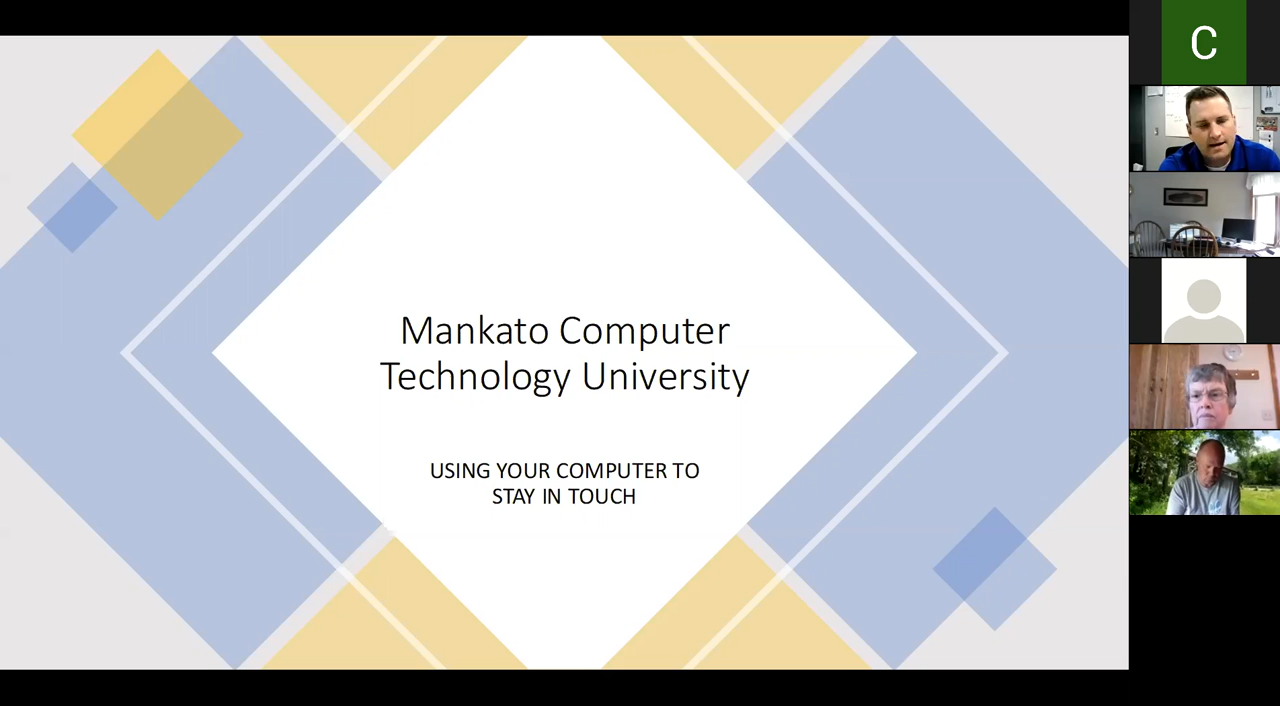 Mankato Computer
Technology University
USING YOUR COMPUTER TO
STAY IN TOUCH
C